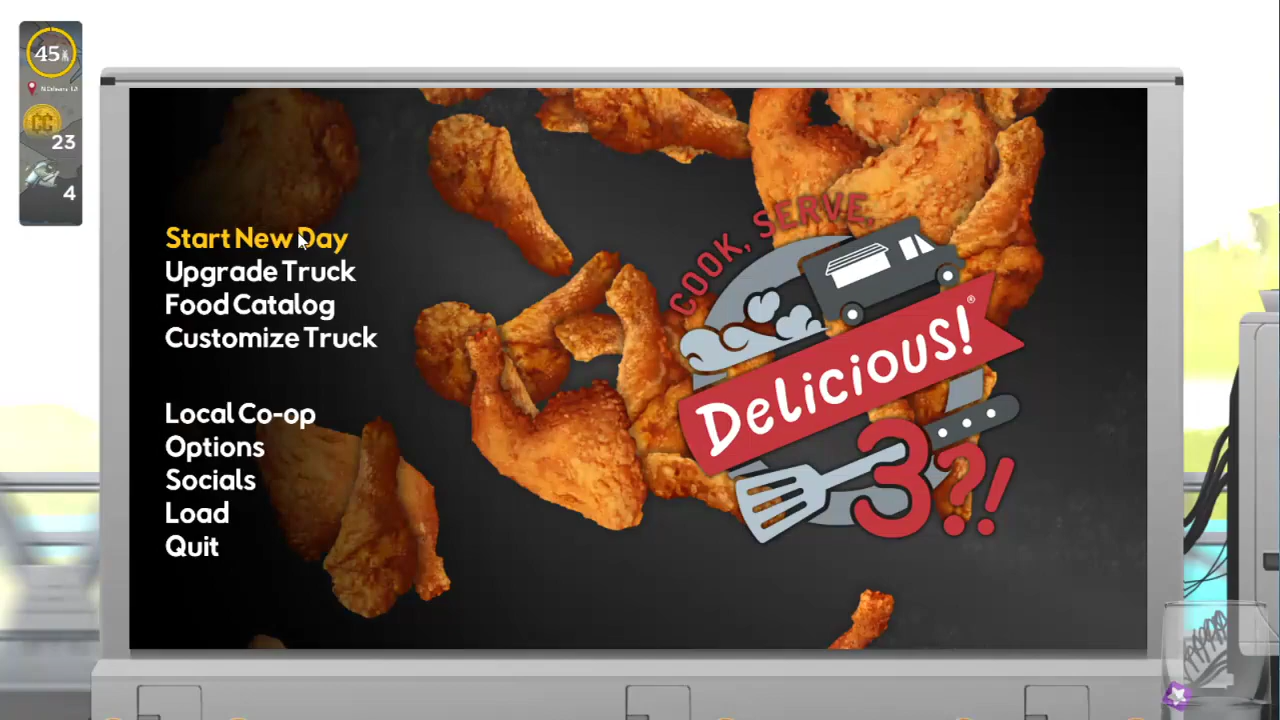 45
23
4
Start New Day
Upgrade Truck
Food Catalog
Customize Truck
Local Co-op
Options
Socials
Load
Quit
COOK, SERVE,
Delicious!®
3?!